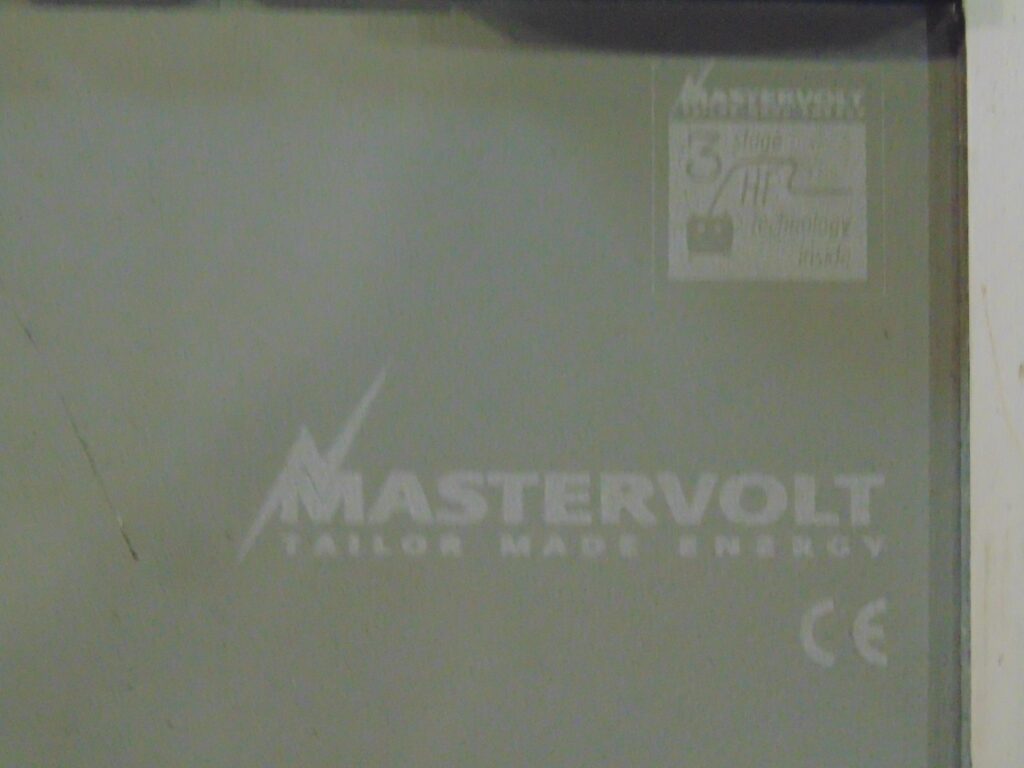 MASTERVOLT
3 stage
HF
technology
inside
MASTERVOLT
TAILOR MADE ENERGY
CE